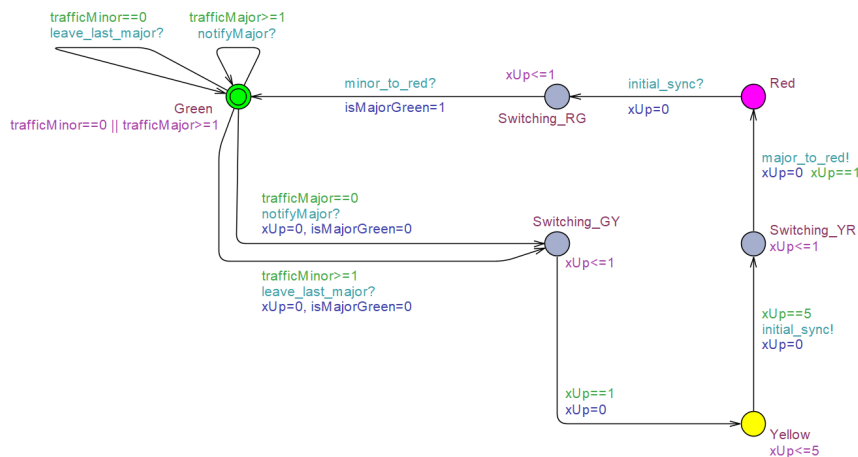 trafficMinor==0
leave_last_major?
trafficMajor>=1
notifyMajor?
Green
trafficMinor==0 || trafficMajor>=1
minor_to_red?
isMajorGreen=1
xUp<=1
Switching_RG
initial_sync?
xUp=0
Red
major_to_red!
xUp=0 xUp==1
trafficMajor==0
notifyMajor?
xUp=0, isMajorGreen=0
Switching_GY
xUp<=1
Switching_YR
xUp<=1
trafficMinor>=1
leave_last_major?
xUp=0, isMajorGreen=0
xUp==5
initial_sync!
xUp=0
xUp==1
xUp=0
Yellow
xUp<=5